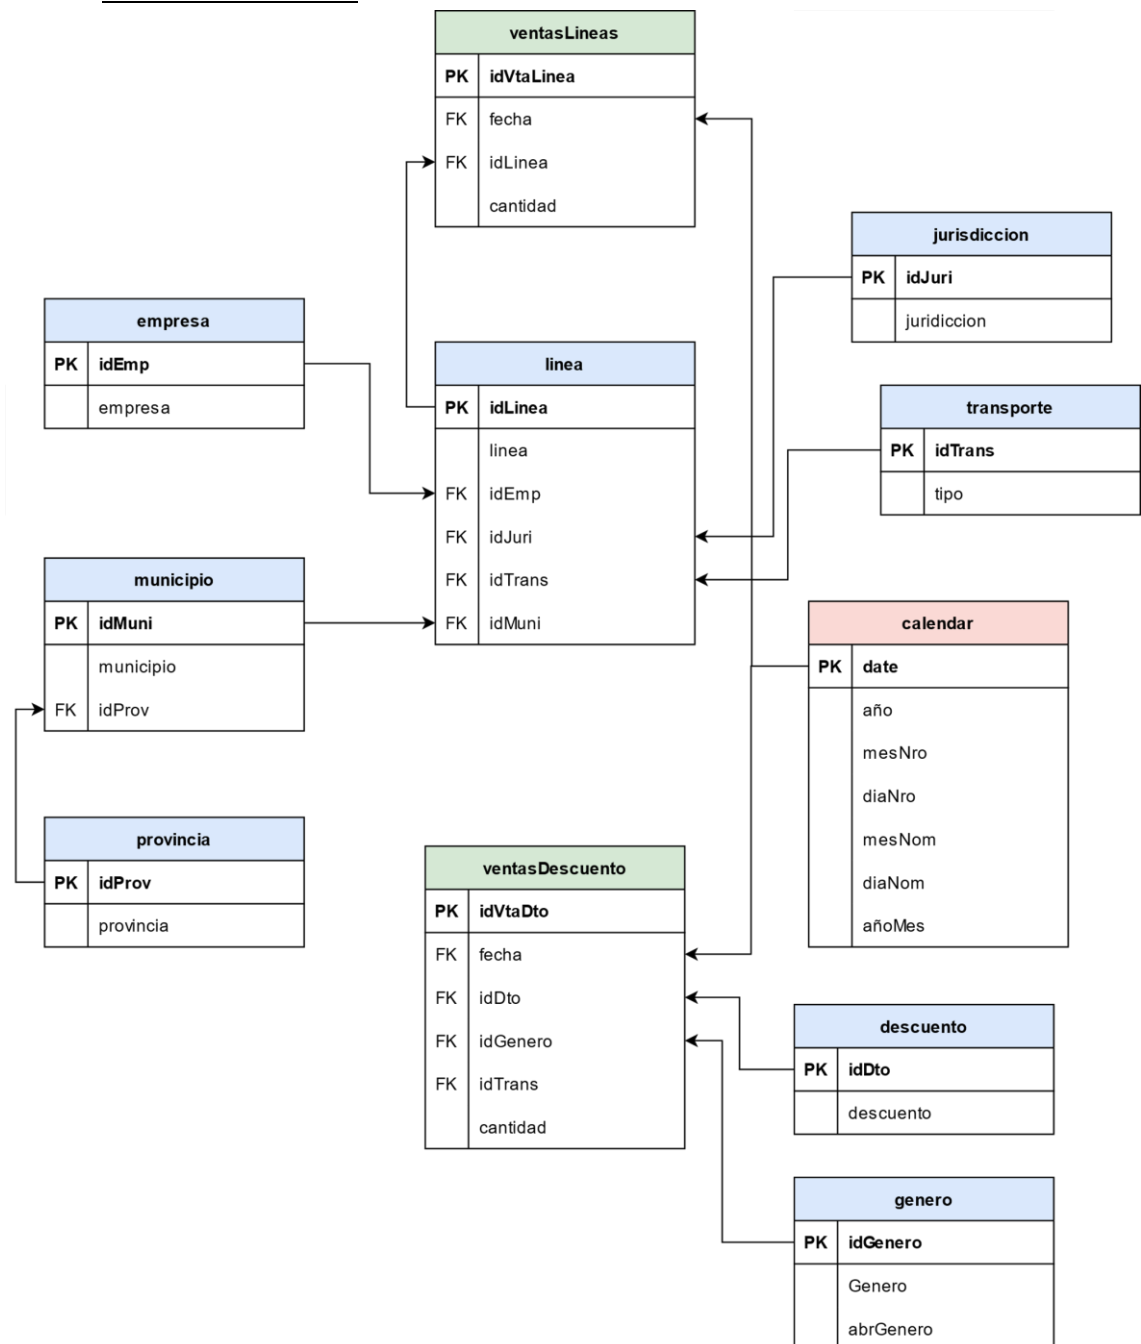 ventasLineas
PK idVtaLinea
FK fecha
FK idLinea
cantidad
jurisdiccion
PK idJuri
juridiccion
empresa
PK idEmp
empresa
linea
PK idLinea
linea
FK idEmp
FK idJuri
FK idTrans
FK idMuni
transporte
PK idTrans
tipo
municipio
PK idMuni
municipio
FK idProv
calendar
PK date
año
mesNro
diaNro
mesNom
diaNom
añoMes
provincia
PK idProv
provincia
ventasDescuento
PK idVtaDto
FK fecha
FK idDto
FK idGenero
FK idTrans
cantidad
descuento
PK idDto
descuento
genero
PK idGenero
Genero
abrGenero